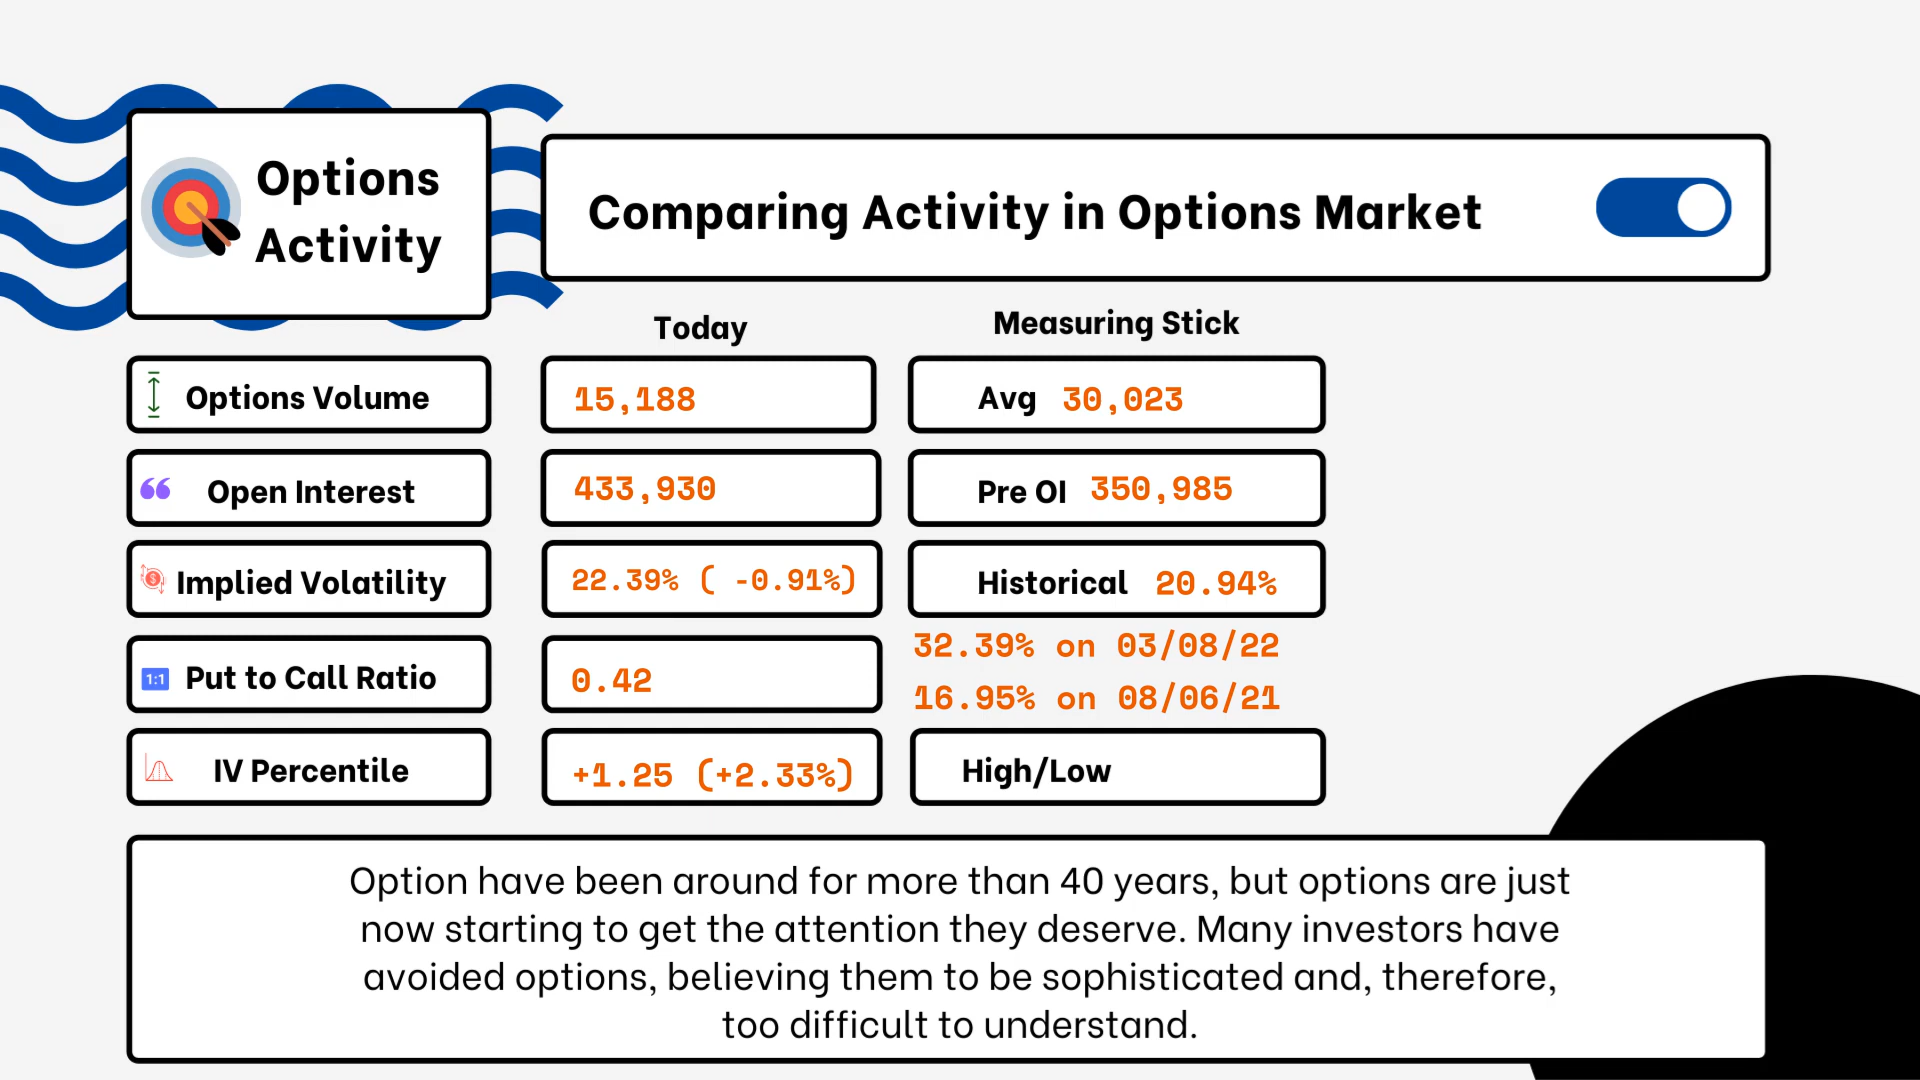 Options
Activity
Comparing Activity in Options Market
Today
Measuring Stick
Options Volume
15,188
Avg 30,023
Open Interest
433,930
Pre OI 350,985
Implied Volatility
22.39% ( -0.91%)
Historical 20.94%
32.39% on 03/08/22
Put to Call Ratio
1:1
0.42
16.95% on 08/06/21
IV Percentile
+1.25 (+2.33%)
High/Low
Option have been around for more than 40 years, but options are just
now starting to get the attention they deserve. Many investors have
avoided options, believing them to be sophisticated and, therefore,
too difficult to understand.